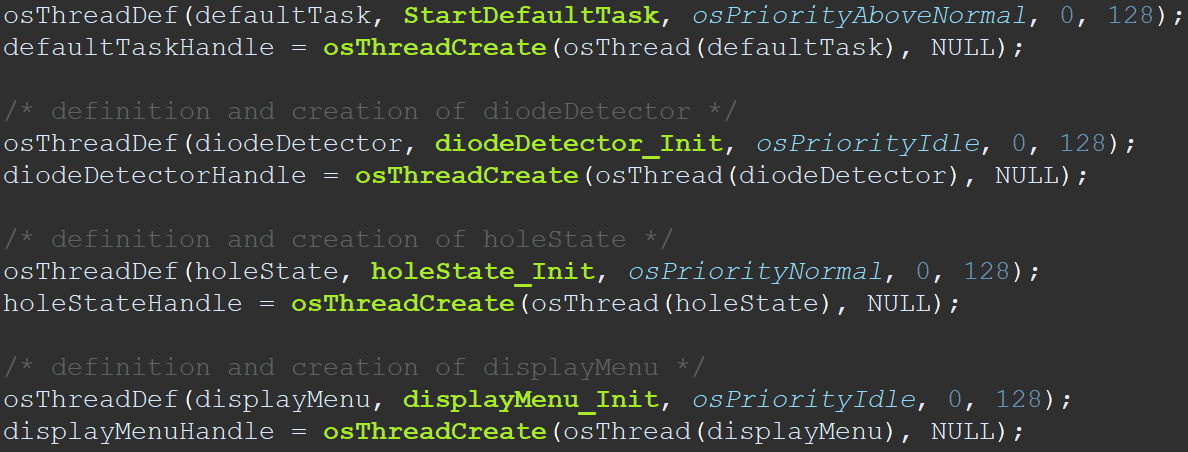 osThreadDef(defaultTask, StartDefaultTask, osPriorityAboveNormal, 0, 128);
defaultTaskHandle = osThreadCreate(osThread(defaultTask), NULL);
/* definition and creation of diodeDetector */
osThreadDef(diodeDetector, diodeDetector_Init, osPriorityIdle, 0, 128);
diodeDetectorHandle = osThreadCreate(osThread(diodeDetector), NULL);
/* definition and creation of holeState */
osThreadDef(holeState, holeState_Init, osPriorityNormal, 0, 128);
holeStateHandle = osThreadCreate(osThread(holeState), NULL);
/* definition and creation of displayMenu */
osThreadDef(displayMenu, displayMenu_Init, osPriorityIdle, 0, 128);
displayMenuHandle = osThreadCreate(osThread(displayMenu), NULL);